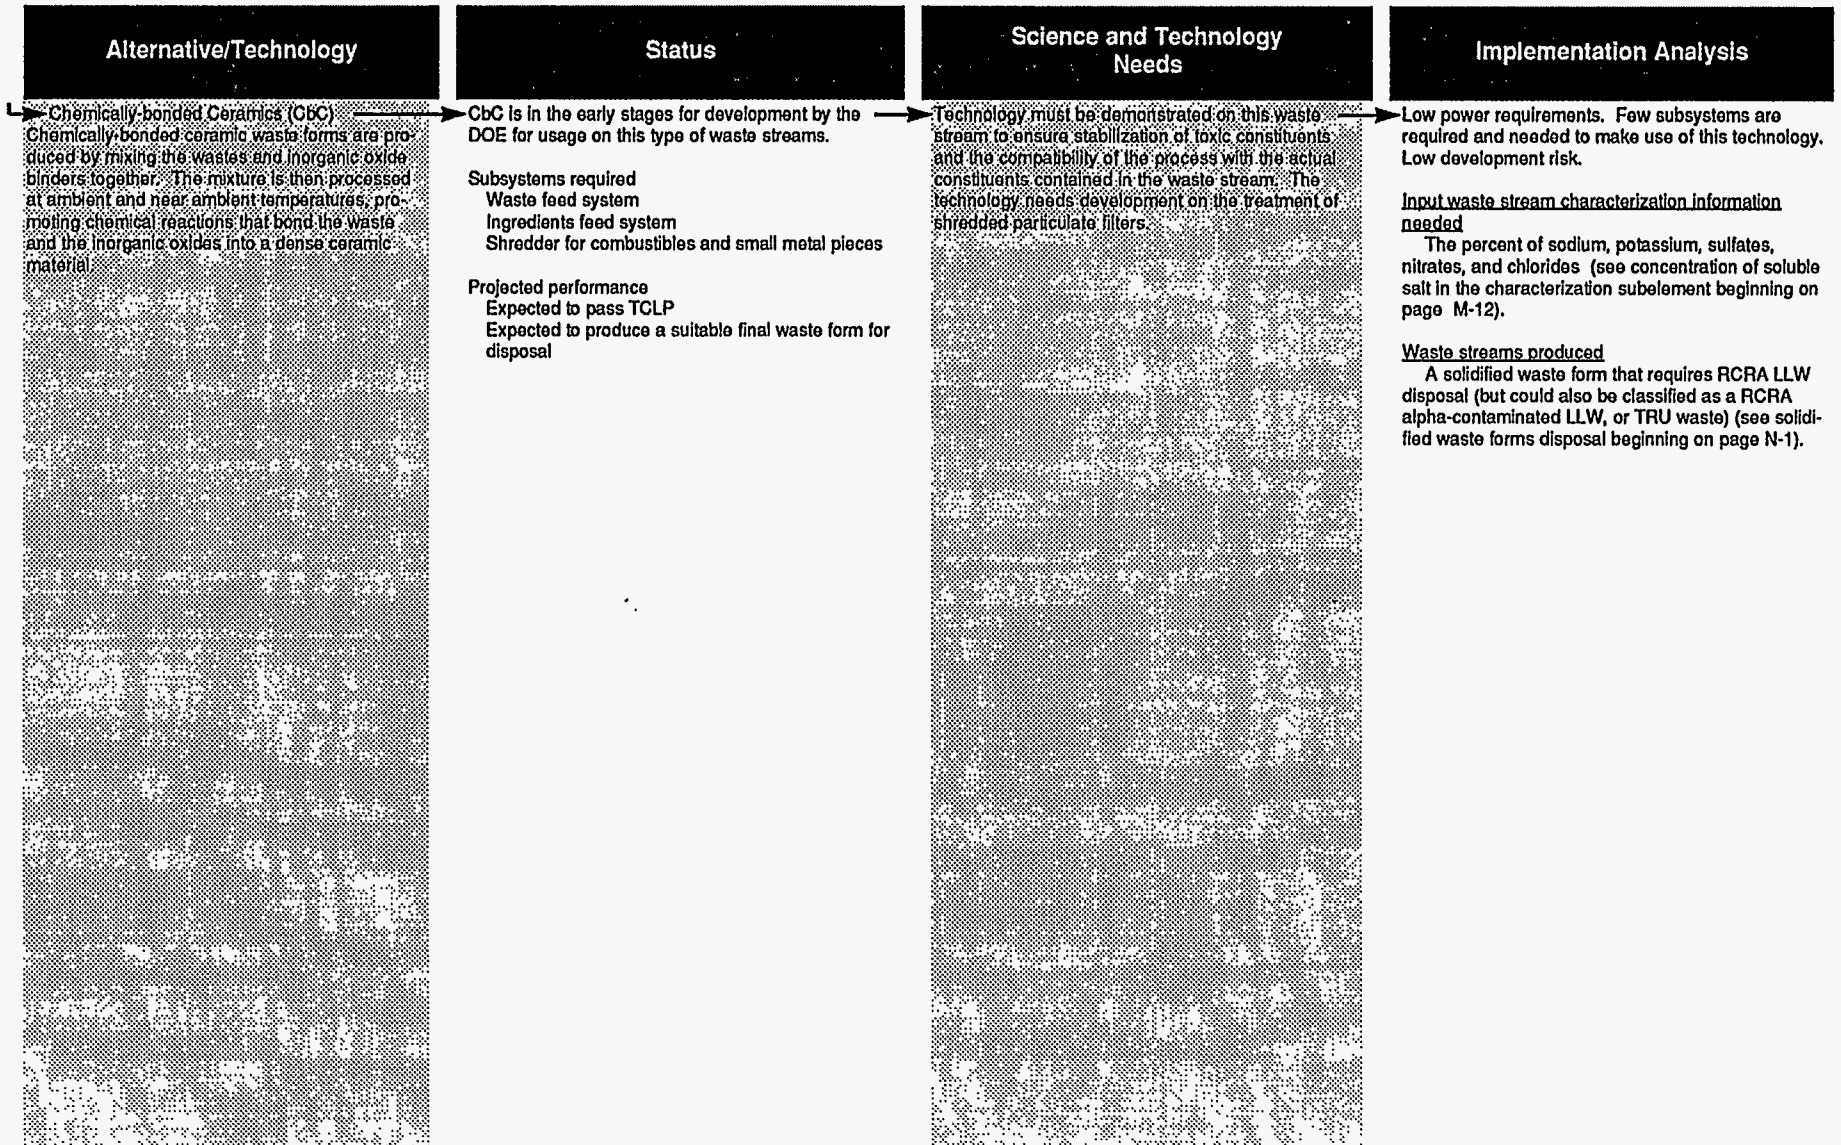 Alternative/Technology
Status
Science and Technology
Needs
Implementation Analysis
Chemically-bonded Ceramics (CbC)
Chemically-bonded ceramic waste forms are pro-
duced by mixing the wastes and inorganic oxide
binders together. The mixture is then processed
at ambient and near ambient temperatures, pro-
moting chemical reactions that bond the waste
and the inorganic oxides into a dense ceramic
material.
CbC is in the early stages for development by the
DOE for usage on this type of waste streams.
Subsystems required
Waste feed system
Ingredients feed system
Shredder for combustibles and small metal pieces
Projected performance
Expected to pass TCLP
Expected to produce a suitable final waste form for
disposal
Technology must be demonstrated on this waste
stream to ensure stabilization of toxic constituents
and the compatibility of the process with the actual
constituents contained in the waste stream. The
technology needs development on the treatment of
shredded particulate filters.
Low power requirements. Few subsystems are
required and needed to make use of this technology.
Low development risk.
Input waste stream characterization information
needed
The percent of sodium, potassium, sulfates,
nitrates, and chlorides (see concentration of soluble
salt in the characterization subelement beginning on
page M-12).
Waste streams produced
A solidified waste form that requires RCRA LLW
disposal (but could also be classified as a RCRA
alpha-contaminated LLW, or TRU waste) (see solidi-
fied waste forms disposal beginning on page N-1).